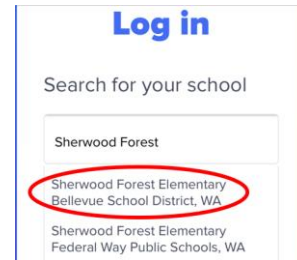 Log in
Search for your school
Sherwood Forest
Sherwood Forest Elementary
Bellevue School District, WA
Sherwood Forest Elementary
Federal Way Public Schools, WA